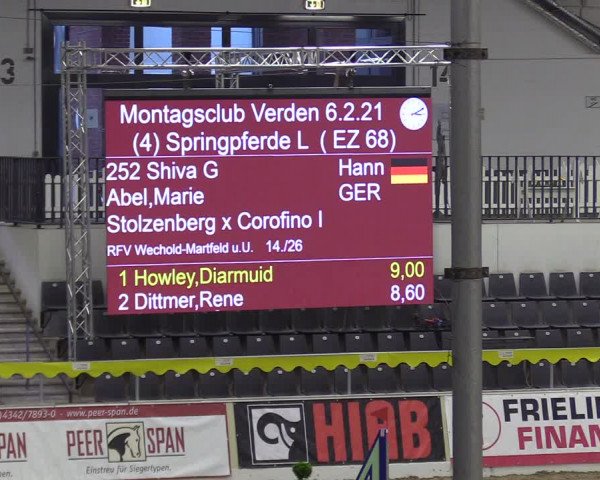 Montagsclub Verden 6.2.21
(4) Springpferde L ( EZ 68)
252 Shiva G Hann
Abel,Marie GER
Stolzenberg x Corofino I
RFV Wechold-Martfeld u.U. 14./26
1 Howley,Diarmuid 9,00
2 Dittmer,Rene 8,60
3
04342/7893-0 www.peer-span.de
SPAN
PEER SPAN
Einstreu für Siegertypen.
HIAB
FRIELIN
FINAN